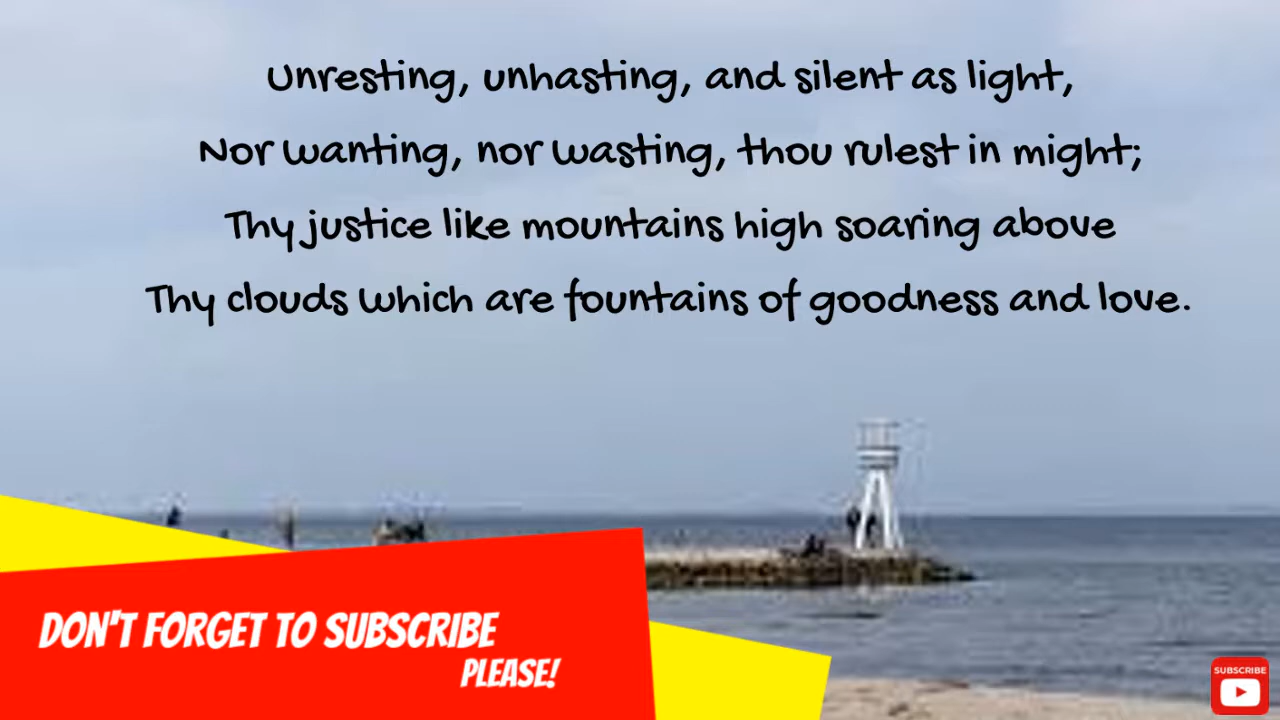 Unresting, unhasting, and silent as light,
Nor wanting, nor wasting, thou rulest in might;
Thy justice like mountains high soaring above
Thy clouds which are fountains of goodness and love.
DON'T FORGET TO SUBSCRIBE
PLEASE!
SUBSCRIBE